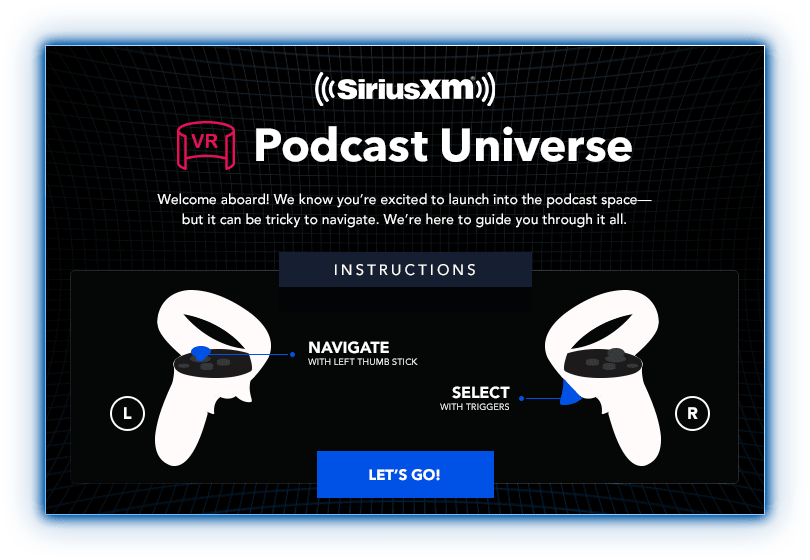 SiriusXM
VR
Podcast Universe
Welcome aboard! We know you’re excited to launch into the podcast space—
but it can be tricky to navigate. We’re here to guide you through it all.
INSTRUCTIONS
NAVIGATE
WITH LEFT THUMB STICK
SELECT
WITH TRIGGERS
L
R
LET’S GO!